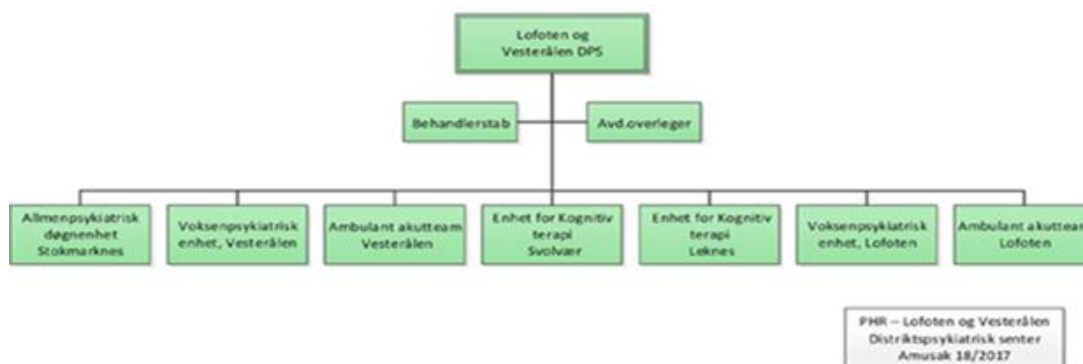 Lofoten og
Vesterålen DPS
Behandlerstab
Avd.overleger
Allmenpsykiatrisk
døgnenhet
Stokmarknes
Voksenpsykiatrisk
enhet, Vesterålen
Ambulant akutteam
Vesterålen
Enhet for Kognitiv
terapi
Svolvær
Enhet for Kognitiv
terapi
Leknes
Voksenpsykiatrisk
enhet, Lofoten
Ambulant akutteam
Lofoten
PHR – Lofoten og Vesterålen
Distriktspsykiatrisk senter
Amusak 18/2017